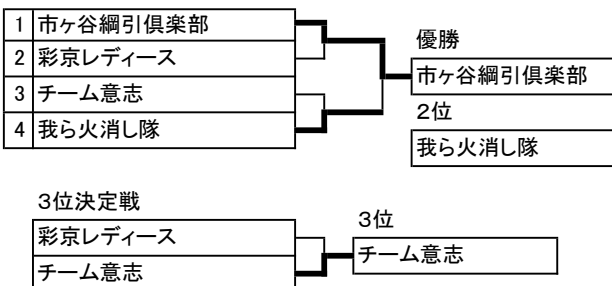 1 市ヶ谷綱引倶楽部
2 彩京レディース
3 チーム意志
4 我ら火消し隊
優勝
市ヶ谷綱引倶楽部
2位
我ら火消し隊
3位決定戦
彩京レディース
チーム意志
3位
チーム意志